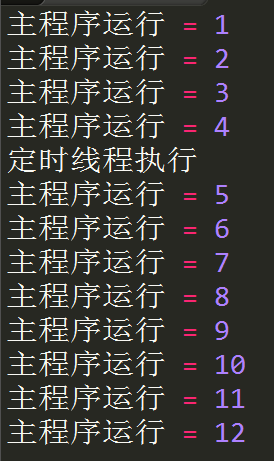 主程序运行 = 1
主程序运行 = 2
主程序运行 = 3
主程序运行 = 4
定时线程执行
主程序运行 = 5
主程序运行 = 6
主程序运行 = 7
主程序运行 = 8
主程序运行 = 9
主程序运行 = 10
主程序运行 = 11
主程序运行 = 12